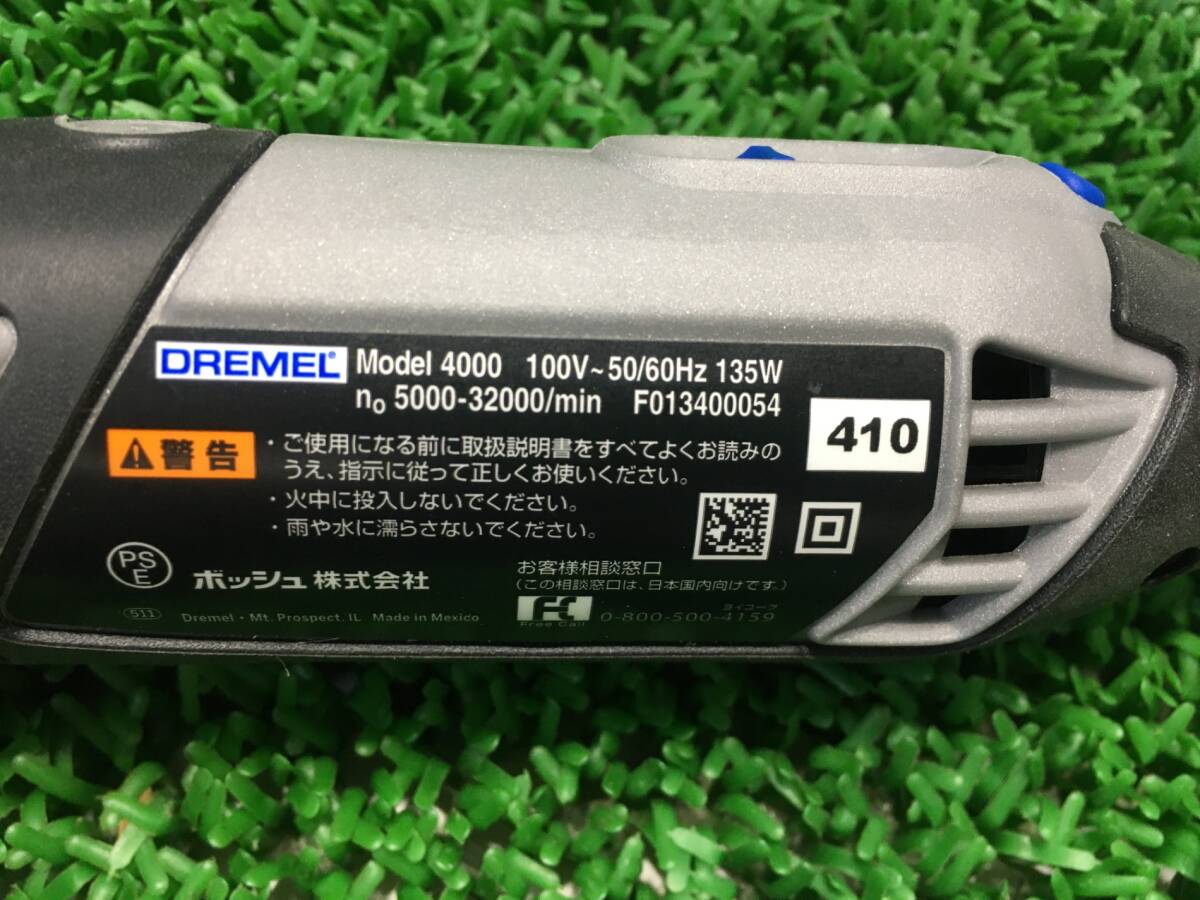 DREMEL Model 4000 100V~50/60Hz 135W
n₀ 5000-32000/min F013400054
410
警告
・ご使用になる前に取扱説明書をすべてよくお読みの
うえ、指示に従って正しくお使いください。
・火中に投入しないでください。
・雨や水に濡らさないでください。
PS
E
ボッシュ株式会社
お客様相談窓口
(この相談窓口は、日本国内向けです。)
511
Dremel・Mt. Prospect. IL Made in Mexico
Free Call
ヨイコーグ
0-800-500-4159